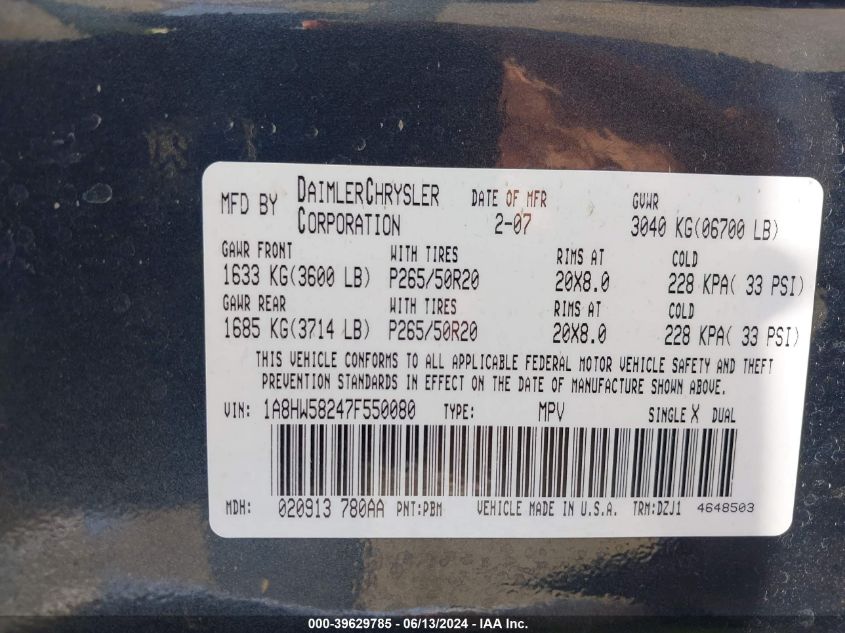 MFD BY DAIMLERCHRYSLER CORPORATION DATE OF MFR 2-07 GVWR 3040 KG(06700 LB)
GAWR FRONT WITH TIRES RIMS AT COLD
1633 KG(3600 LB) P265/50R20 20X8.0 228 KPA( 33 PSI)
GAWR REAR WITH TIRES RIMS AT COLD
1685 KG(3714 LB) P265/50R20 20X8.0 228 KPA( 33 PSI)
THIS VEHICLE CONFORMS TO ALL APPLICABLE FEDERAL MOTOR VEHICLE SAFETY AND THEFT
PREVENTION STANDARDS IN EFFECT ON THE DATE OF MANUFACTURE SHOWN ABOVE.
VIN: 1A8HW58247F550080 TYPE: MPV SINGLE X DUAL
MDH: 020913 780AA PNT:PBM VEHICLE MADE IN U.S.A. TRM:DZJ1 4648503
000-39629785 - 06/13/2024 - IAA Inc.